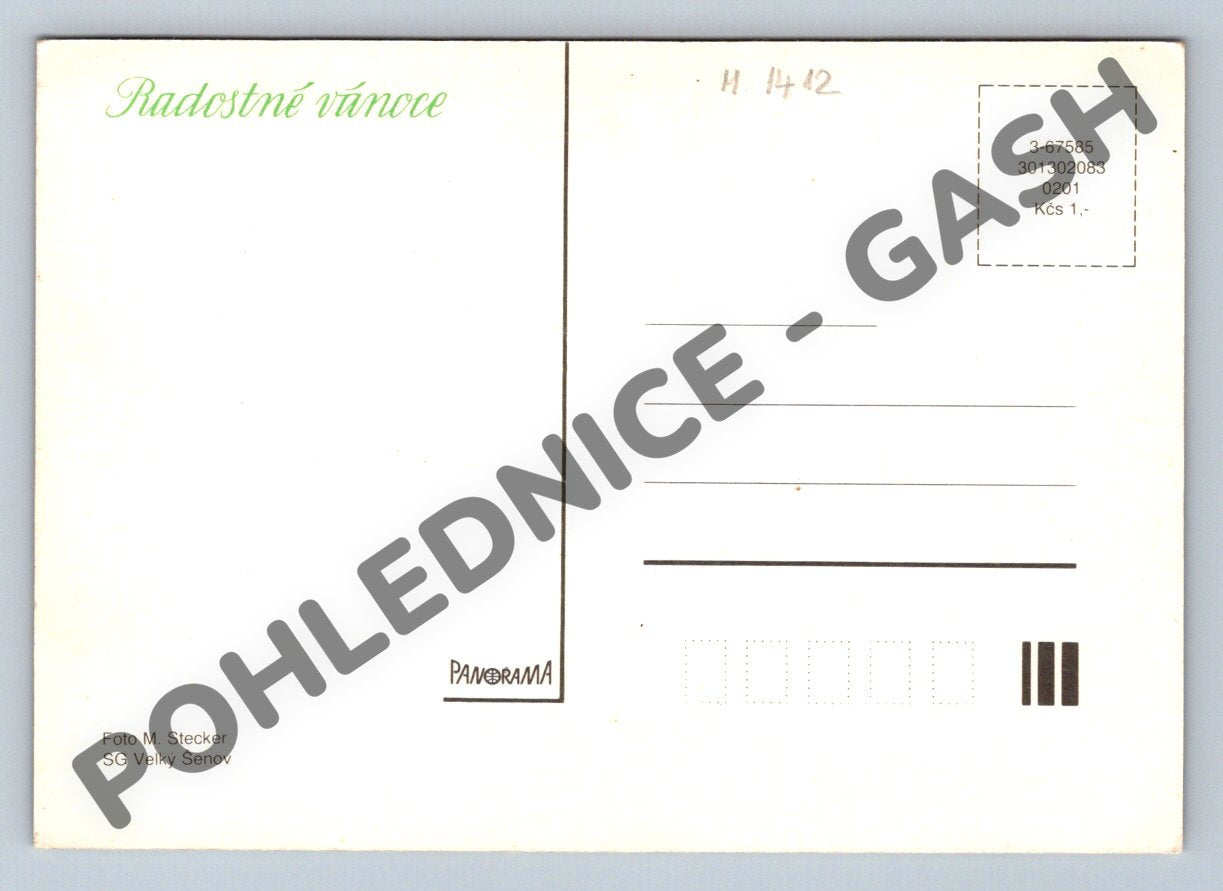 Radostné vánoce
H 1412
3-67585
301302083
0201
Kčs 1,-
POHLEDNICE - GASH
PANORAMA
Foto M. Stecker
SG Velký Šenov